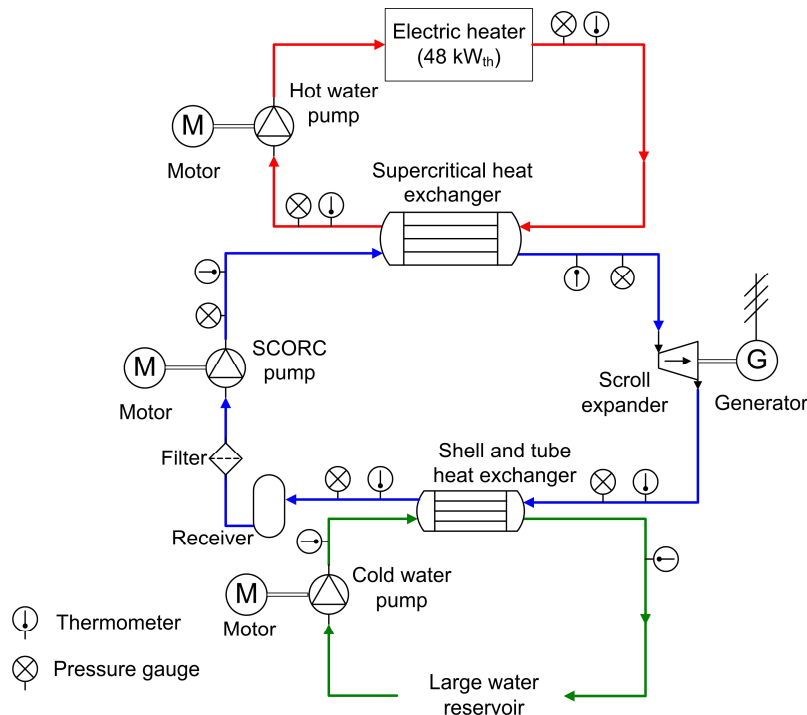 Electric heater
(48 kWth)
Hot water
pump
M
Motor
Supercritical heat
exchanger
SCORC
pump
M
Motor
G
Scroll
expander
Generator
Filter
Shell and tube
heat exchanger
Receiver
Cold water
pump
M
Motor
Thermometer
Pressure gauge
Large water
reservoir